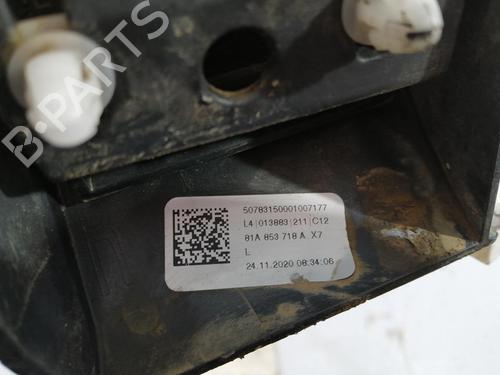 B-PARTS
50783150001007177
L4 013883 211 C12
81A 853 718 A X7
L
24.11.2020 08:34:06